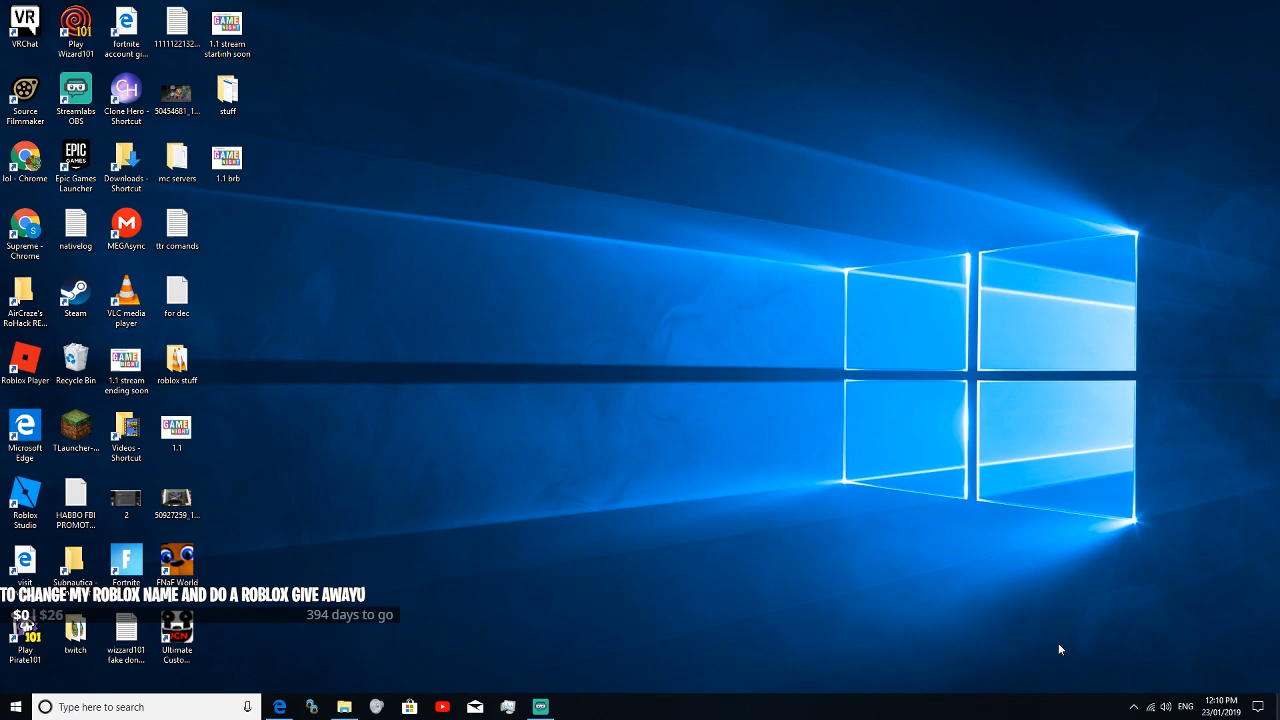 VRChat
Play
Wizard101
fortnite
account gi...
1111122132...
1.1 stream
startinh soon
Source
Filmmaker
Streamlabs
OBS
Clone Hero -
Shortcut
50454681_1...
stuff
lol - Chrome
Epic Games
Launcher
Downloads -
Shortcut
mc servers
1.1 brb
Supreme -
Chrome
nativelog
MEGAsync
ttr comands
AirCraze's
RoHack RE...
Steam
VLC media
player
for dec
Roblox Player
Recycle Bin
1.1 stream
ending soon
roblox stuff
Microsoft
Edge
TLauncher-...
Videos -
Shortcut
1.1
Roblox
Studio
HABBO FBI
PROMOT...
2
50927259_1...
visit
Subnautica -
Fortnite
FNaF World
TO CHANGE MY ROBLOX NAME AND DO A ROBLOX GIVE AWAYU
$0 | $26
394 days to go
Play
Pirate101
twitch
wizzard101
fake don...
Ultimate
Custo...
Type here to search
ENG
12:10 PM
23/01/2019